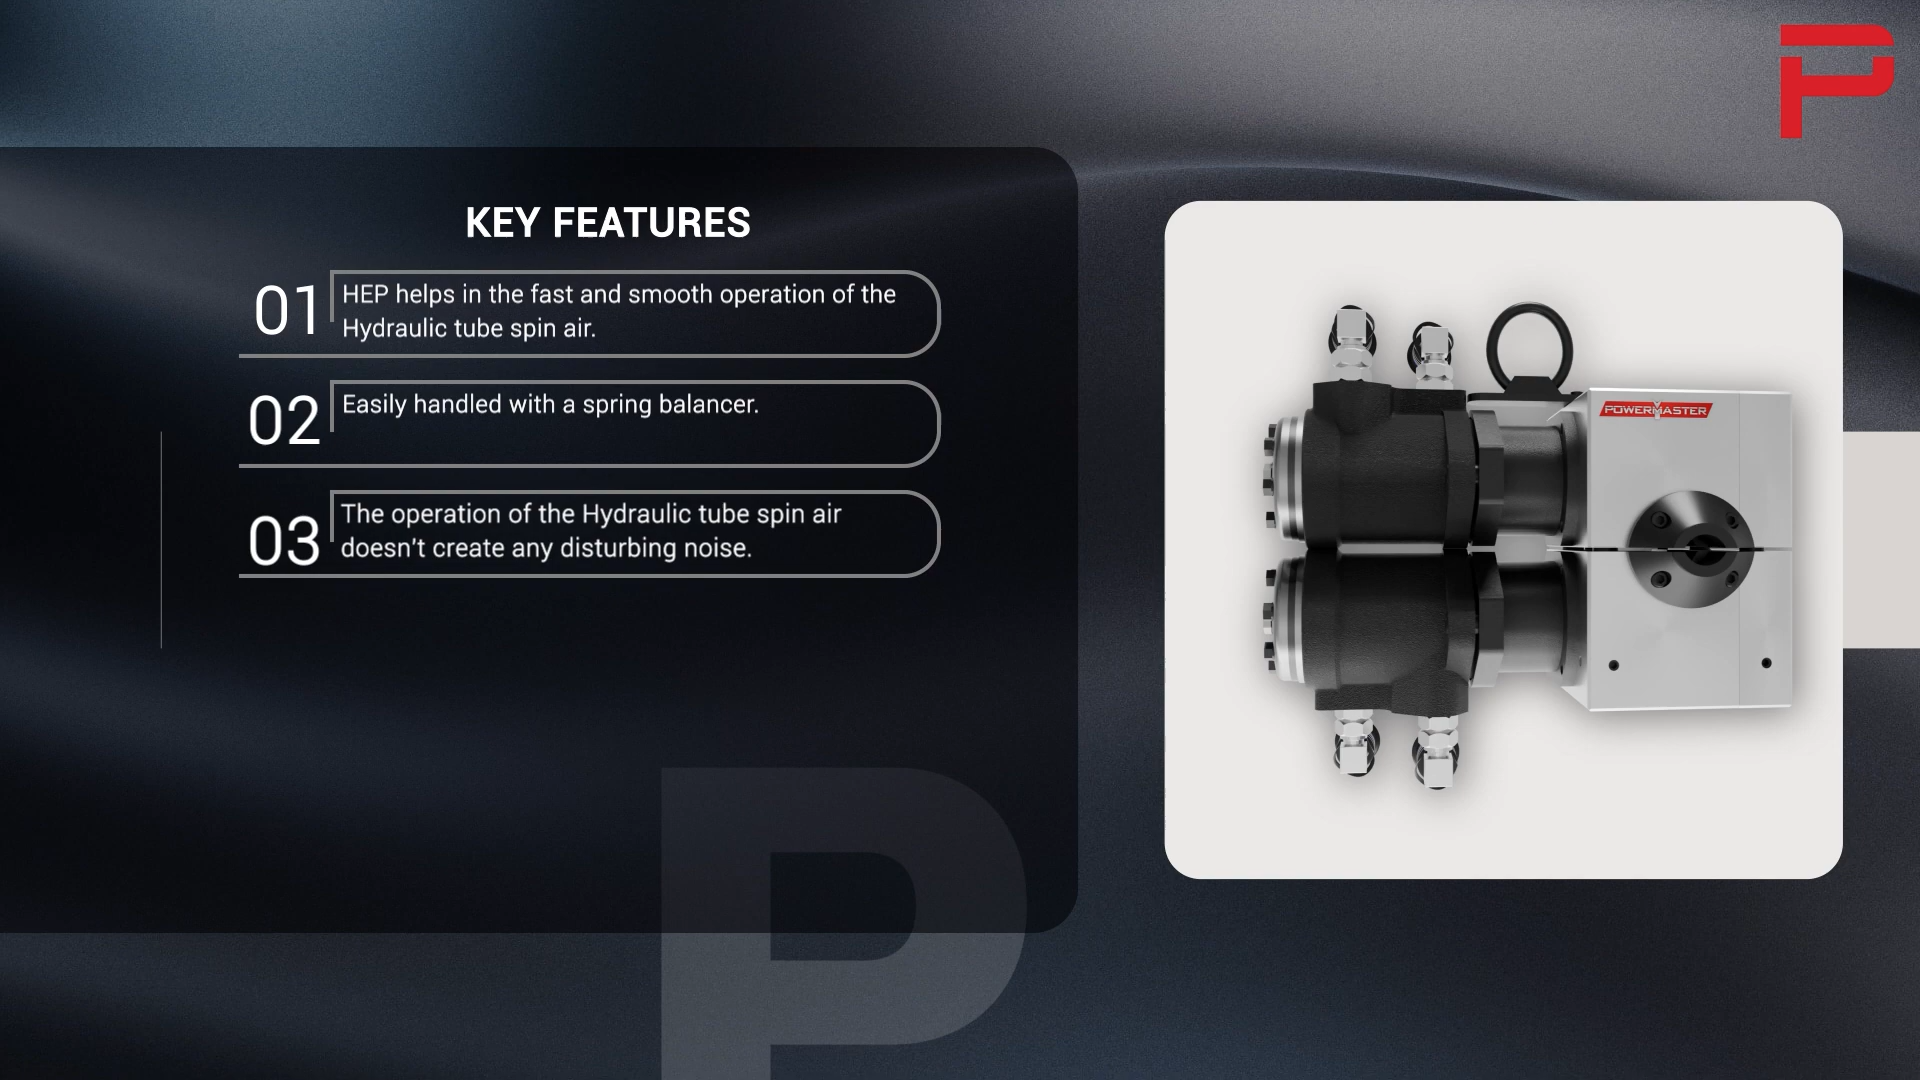 KEY FEATURES
01
HEP helps in the fast and smooth operation of the
Hydraulic tube spin air.
02
Easily handled with a spring balancer.
03
The operation of the Hydraulic tube spin air
doesn't create any disturbing noise.
POWERMASTER
P
P